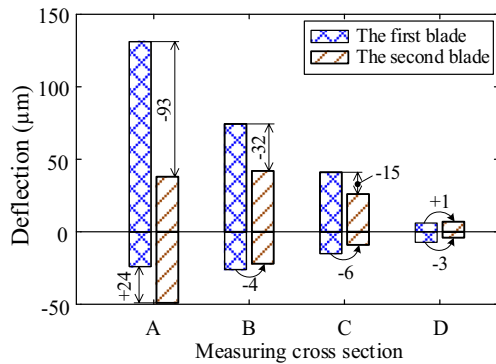 150
100
50
0
-50
Deflection (µm)
The first blade
The second blade
-93
+24
-32
-4
-15
-6
+1
-3
A B C D
Measuring cross section